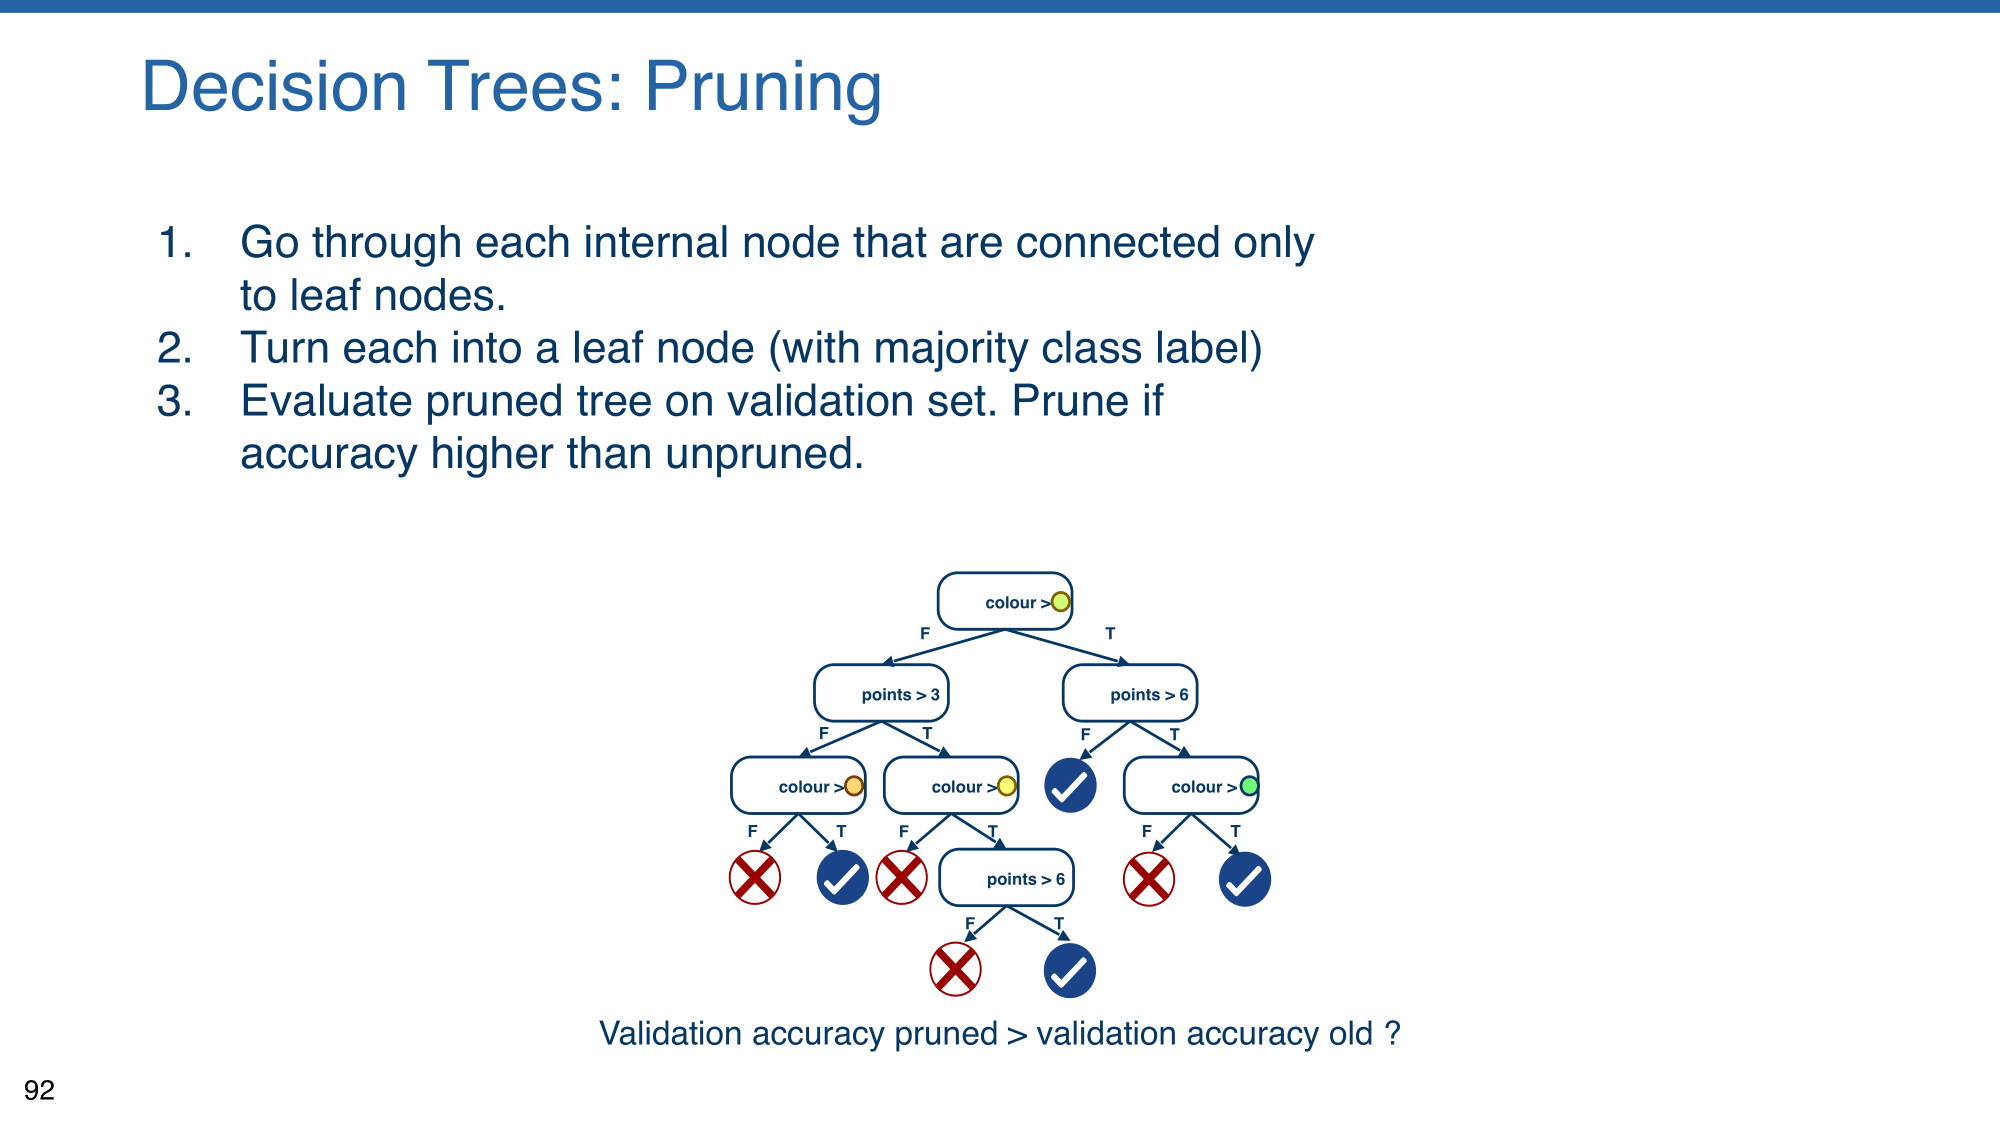 Decision Trees: Pruning
1. Go through each internal node that are connected only
to leaf nodes.
2. Turn each into a leaf node (with majority class label)
3. Evaluate pruned tree on validation set. Prune if
accuracy higher than unpruned.
colour >
F T
points > 3 points > 6
F T F T
colour > colour > colour >
F T F T F T
points > 6
F T
Validation accuracy pruned > validation accuracy old ?
92